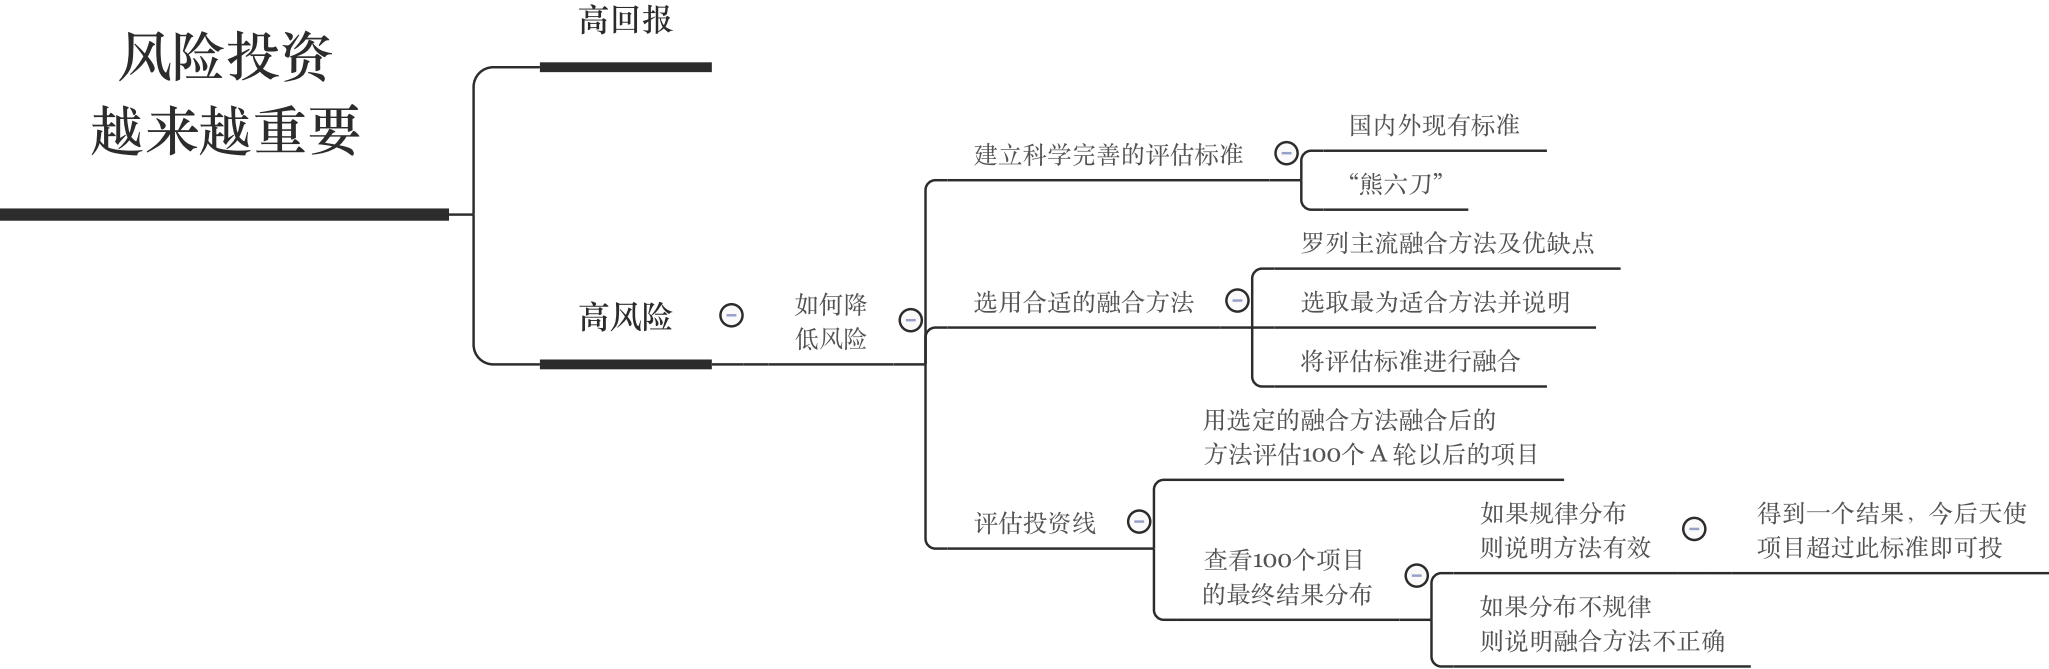 风险投资
越来越重要
高回报
高风险
如何降
低风险
建立科学完善的评估标准
国内外现有标准
“熊六刀”
选用合适的融合方法
罗列主流融合方法及优缺点
选取最为适合方法并说明
将评估标准进行融合
评估投资线
用选定的融合方法融合后的
方法评估100个 A 轮以后的项目
查看100个项目
的最终结果分布
如果规律分布
则说明方法有效
得到一个结果，今后天使
项目超过此标准即可投
如果分布不规律
则说明融合方法不正确